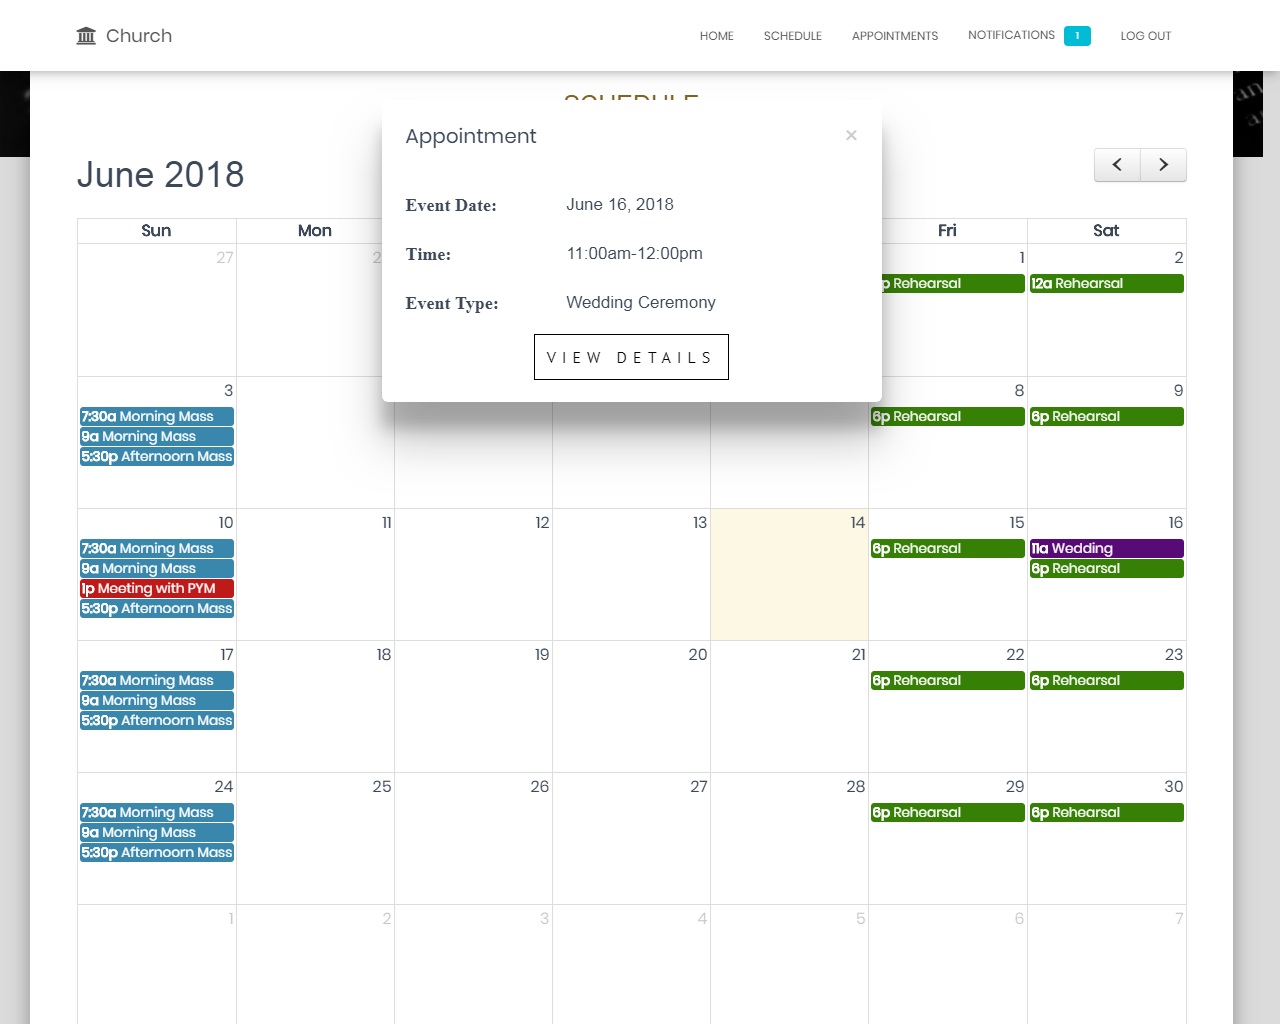 Church HOME SCHEDULE APPOINTMENTS NOTIFICATIONS 1 LOG OUT
SCHEDULE
Appointment ×
June 2018
Event Date: June 16, 2018
Time: 11:00am-12:00pm
Event Type: Wedding Ceremony
VIEW DETAILS
Sun Mon Fri Sat
27 2 1 2
p Rehearsal 12a Rehearsal
3 8 9
7:30a Morning Mass 6p Rehearsal 6p Rehearsal
9a Morning Mass
5:30p Afternoorn Mass
10 11 12 13 14 15 16
7:30a Morning Mass 6p Rehearsal 11a Wedding
9a Morning Mass 6p Rehearsal
1p Meeting with PYM
5:30p Afternoorn Mass
17 18 19 20 21 22 23
7:30a Morning Mass 6p Rehearsal 6p Rehearsal
9a Morning Mass
5:30p Afternoorn Mass
24 25 26 27 28 29 30
7:30a Morning Mass 6p Rehearsal 6p Rehearsal
9a Morning Mass
5:30p Afternoorn Mass
1 2 3 4 5 6 7